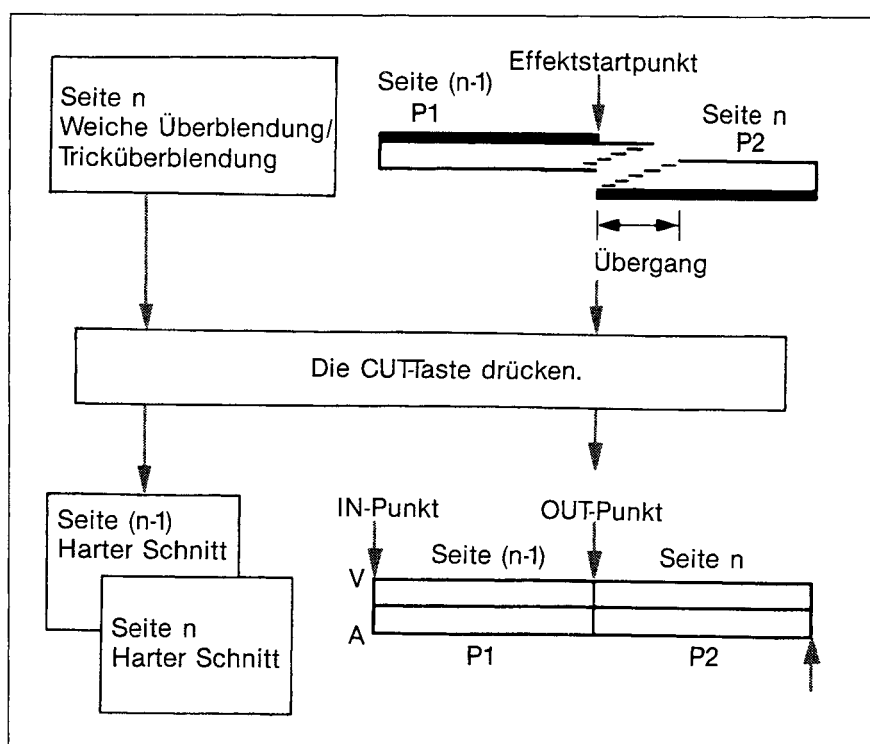 Seite n
Weiche Überblendung/
Tricküberblendung
Effektstartpunkt
Seite (n-1)
P1
Seite n
P2
Übergang
Die CUT-Taste drücken.
Seite (n-1)
Harter Schnitt
Seite n
Harter Schnitt
IN-Punkt
OUT-Punkt
Seite (n-1)
Seite n
V
A
P1
P2